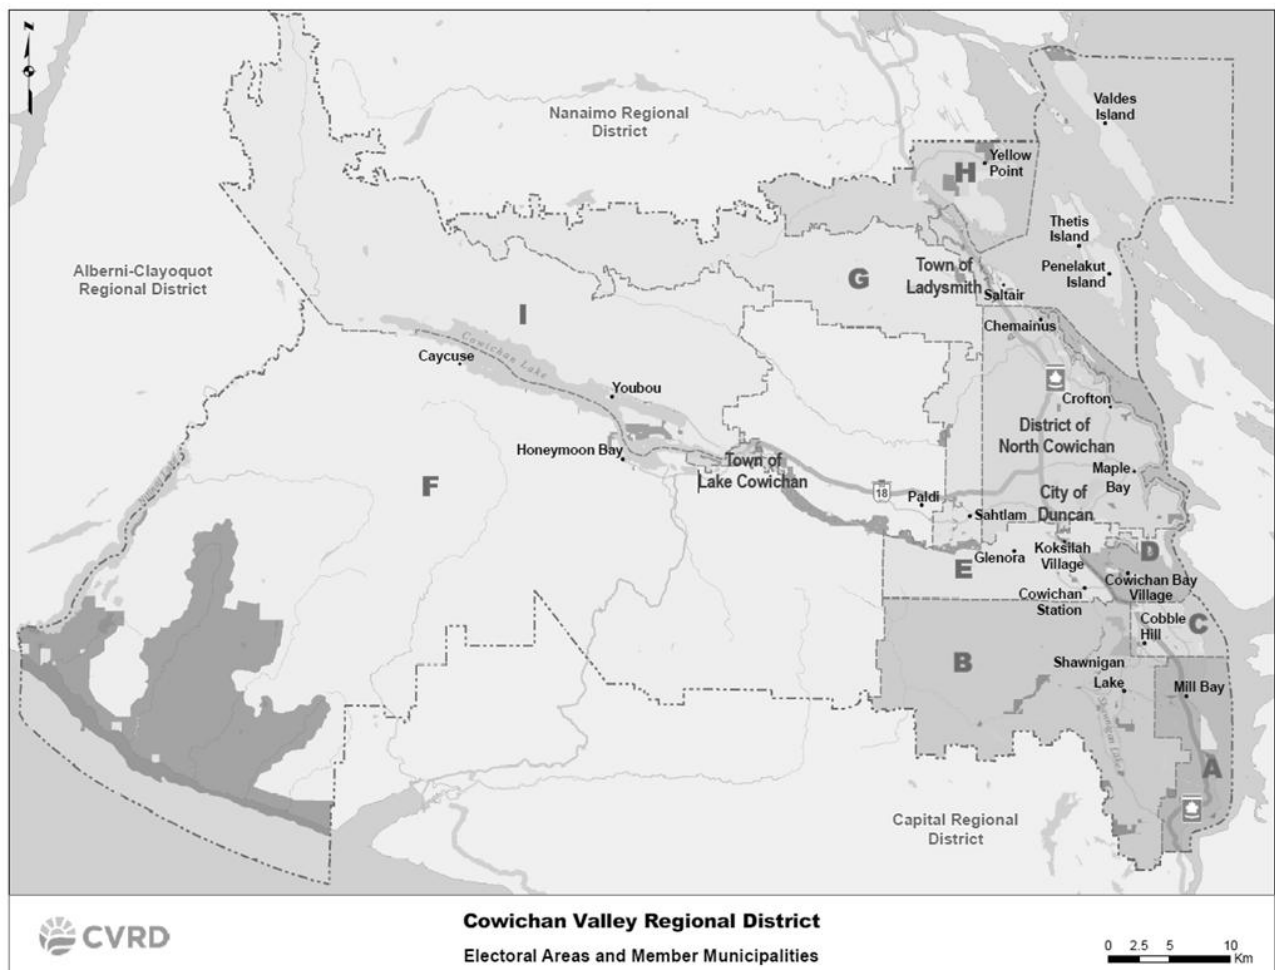 N
Nanaimo Regional
District
Valdes
Island
Yellow
Point
H
Thetis
Island
Penelakut
Island
Alberni-Clayoquot
Regional District
G
Town of
Ladysmith
Saltair
Chemainus
I
Cowichan Lake
Caycuse
Youbou
Crofton
District of
North Cowichan
Honeymoon Bay
Town of
Lake Cowichan
F
Maple
Bay
18
Paldi
City of
Duncan
Sahtlam
Glenora
Koksilah
Village
D
E
Cowichan Bay
Village
Cowichan
Station
Cobble
Hill
C
B
Shawnigan
Lake
Mill Bay
Shawnigan Lake
A
Capital Regional
District
CVRD
Cowichan Valley Regional District
Electoral Areas and Member Municipalities
0 2.5 5 10
Km